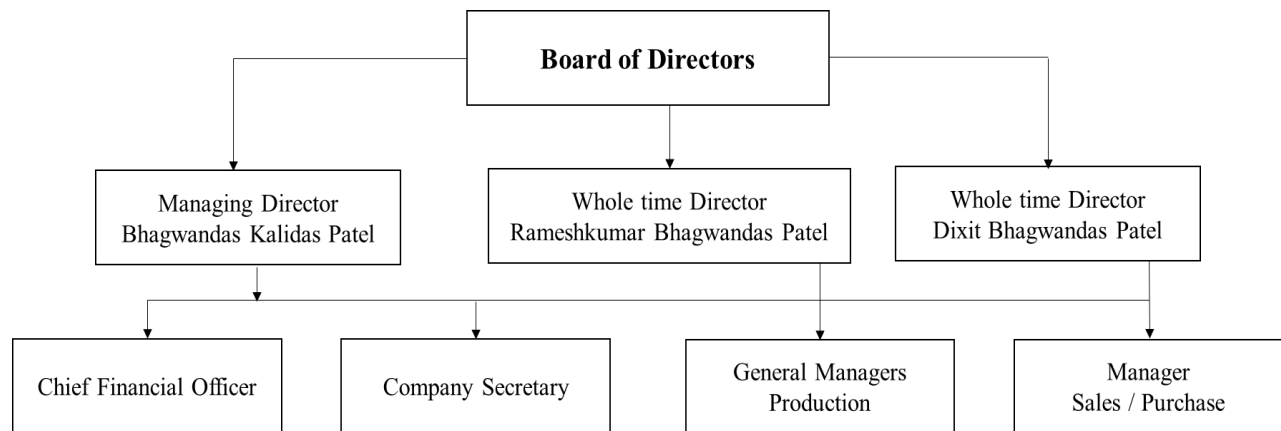 Board of Directors
Managing Director
Bhagwandas Kalidas Patel
Whole time Director
Rameshkumar Bhagwandas Patel
Whole time Director
Dixit Bhagwandas Patel
Chief Financial Officer
Company Secretary
General Managers
Production
Manager
Sales / Purchase